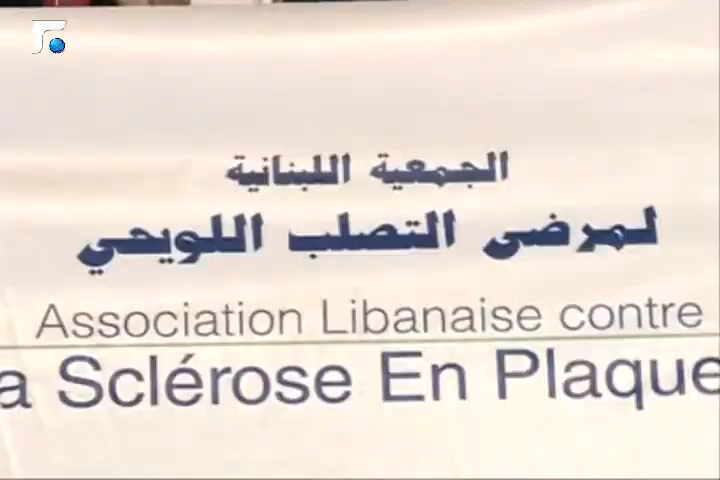 الجمعية اللبنانية
لمرضى التصلب اللويحي
Association Libanaise contre
a Sclérose En Plaque